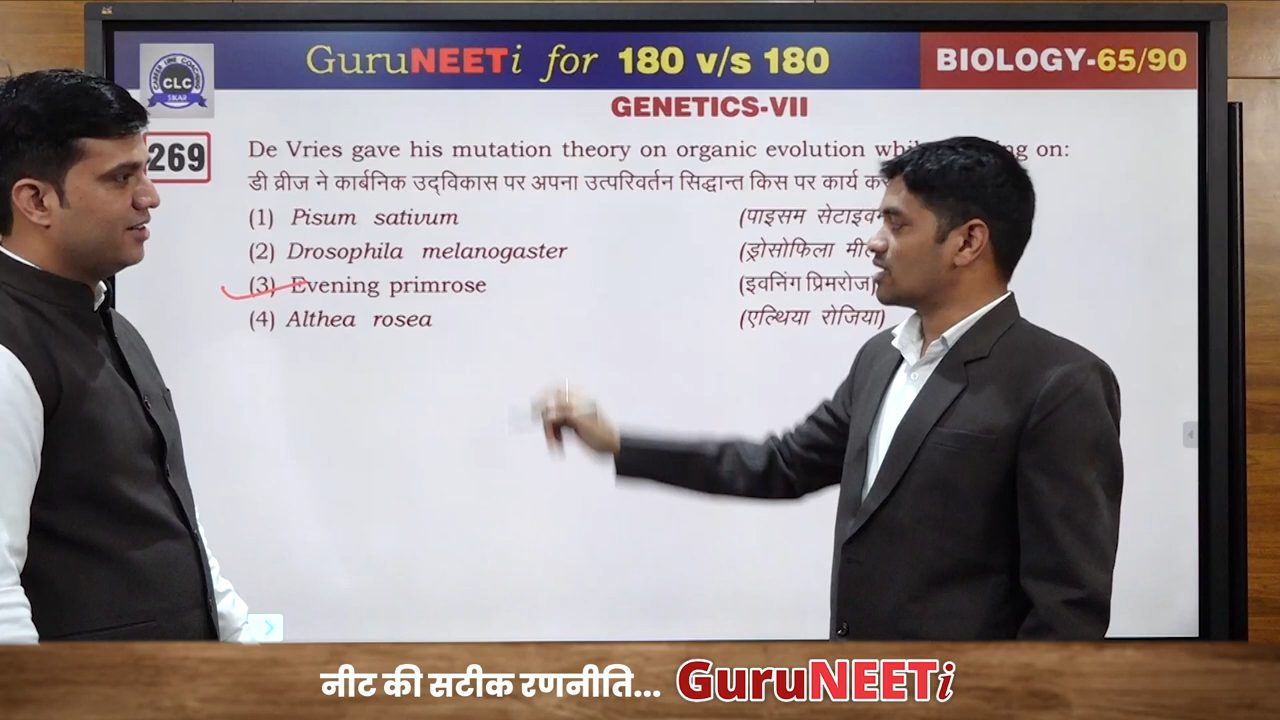 GuruNEETi for 180 v/s 180
BIOLOGY-65/90
CLC
SIKAR
GENETICS-VII
269
De Vries gave his mutation theory on organic evolution on:
डी व्रीज ने कार्बनिक उद्‌विकास पर अपना उत्परिवर्तन सिद्धान्त किस पर कार्य
(1) Pisum sativum (पाइसम
(2) Drosophila melanogaster (ड्रोसोफिला
(3) Evening primrose (इवनिंग प्रिमरोज)
(4) Althea rosea (एल्थिया रोजिया)
नीट की सटीक रणनीति... GuruNEETi